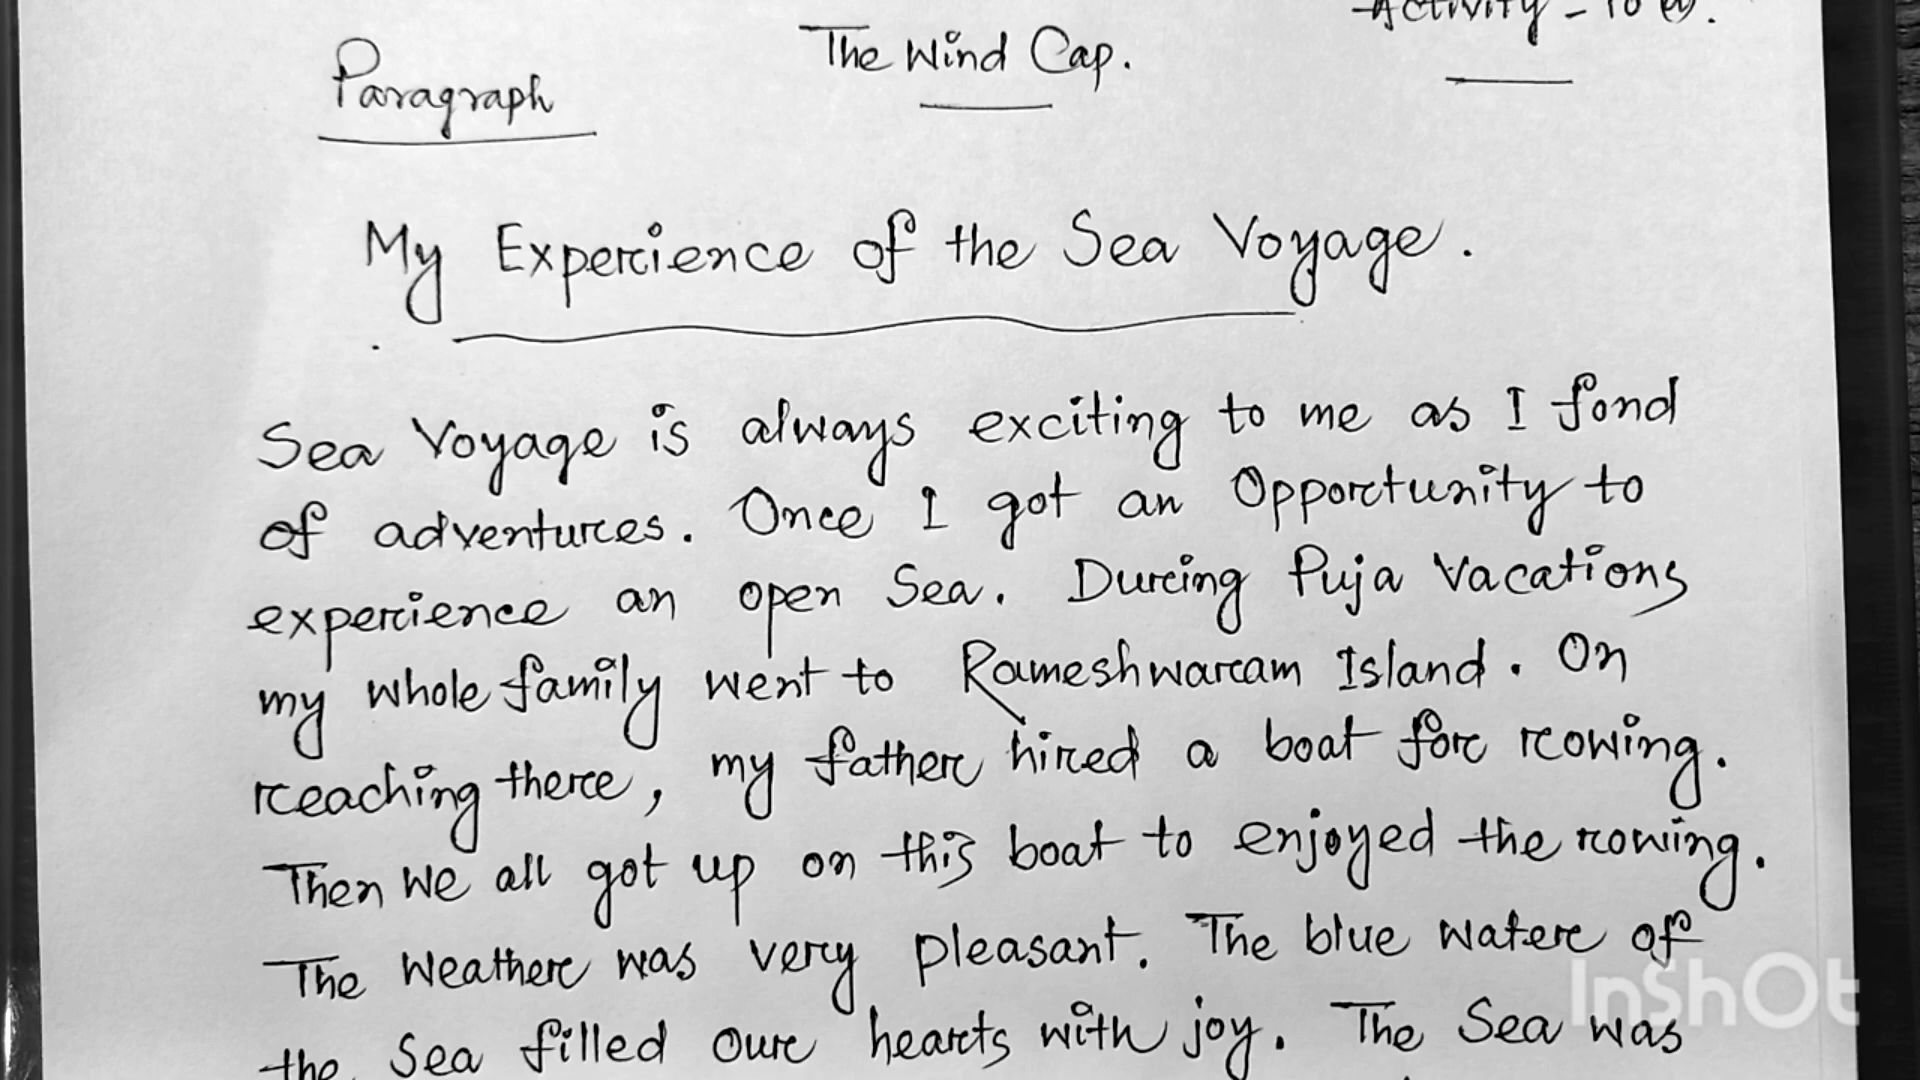 Activity - 10
The Wind Cap.
Paragraph
My Experience of the Sea Voyage.
Sea Voyage is always exciting to me as I fond
of adventures. Once I got an Opportunity to
experience an open Sea. During Puja Vacations
my whole family went to Rameshwaram Island. On
reaching there, my father hired a boat for rowing.
Then we all got up on this boat to enjoyed the rowing.
The Weather was very pleasant. The blue water of
the Sea filled our hearts with joy. The Sea was
InShOt